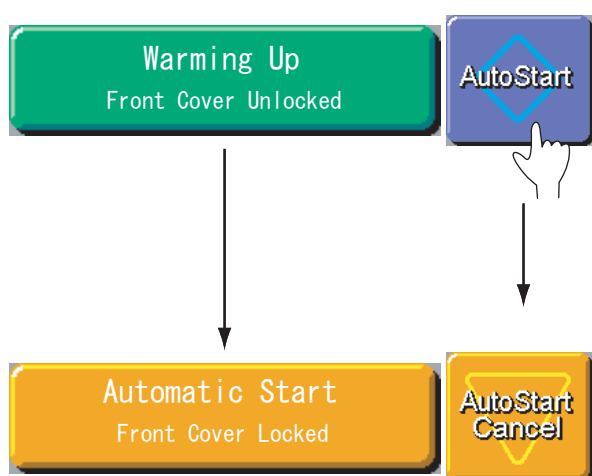 Warming Up
Front Cover Unlocked
AutoStart
Automatic Start
Front Cover Locked
AutoStart
Cancel